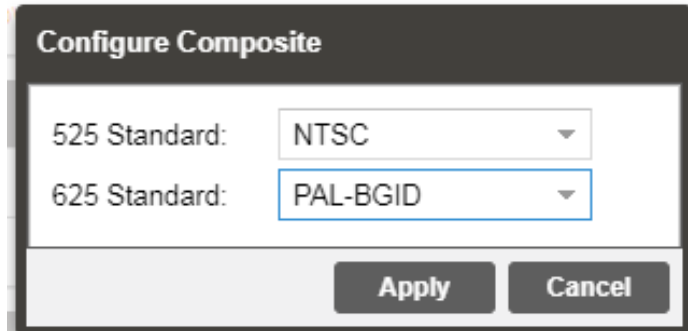 Configure Composite
525 Standard: NTSC
625 Standard: PAL-BGID
Apply Cancel